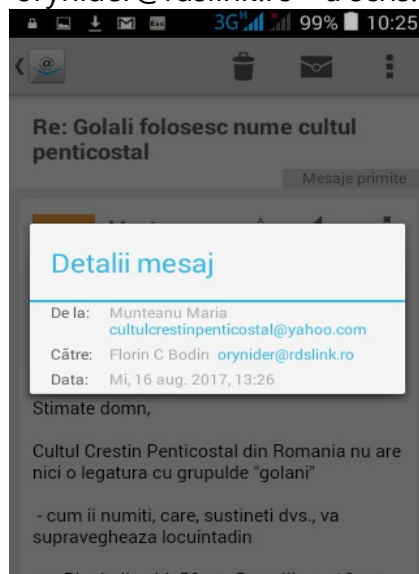 orynider@rdslink.ro
3G H 99% 10:25
Re: Golali folosesc nume cultul
penticostal
Mesaje primite
Detalii mesaj
De la: Munteanu Maria
cultulcrestinpenticostal@yahoo.com
Către: Florin C Bodin orynider@rdslink.ro
Data: Mi, 16 aug. 2017, 13:26
Stimate domn,
Cultul Crestin Penticostal din Romania nu are
nici o legatura cu grupulde "golani"
- cum ii numiti, care, sustineti dvs., va
supravegheaza locuintadin